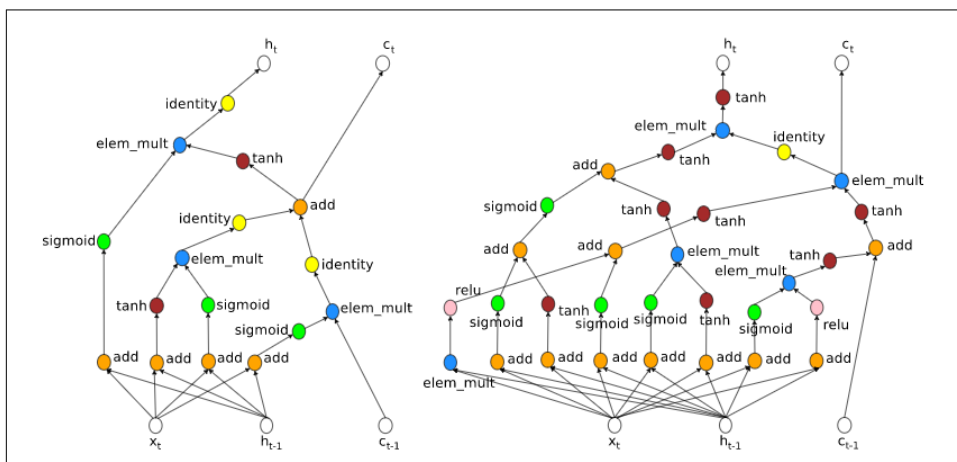 h_t c_t
identity
elem_mult
tanh
add
identity
sigmoid
elem_mult
identity
tanh
sigmoid
elem_mult
sigmoid
add add add add
x_t h_t-1 c_t-1
h_t c_t
tanh
elem_mult
identity
tanh
add
elem_mult
sigmoid
tanh
tanh
tanh
add
add
elem_mult
add
tanh
elem_mult
relu
sigmoid
tanh
sigmoid
sigmoid
tanh
sigmoid
relu
elem_mult
add add add add add add add
x_t h_t-1 c_t-1